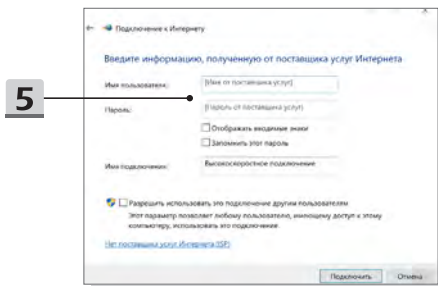 ← Подключение к Интернету
Введите информацию, полученную от поставщика услуг Интернета
Имя пользователя: [Имя от поставщика услуг]
5
Пароль: [Пароль от поставщика услуг]
Отображать вводимые знаки
Запомнить этот пароль
Имя подключения: Высокоскоростное подключение
Разрешить использовать это подключение другим пользователям
Этот параметр позволяет любому пользователю, имеющему доступ к этому
компьютеру, использовать это подключение
Нет поставщика услуг Интернета (ISP)
Подключить Отмена